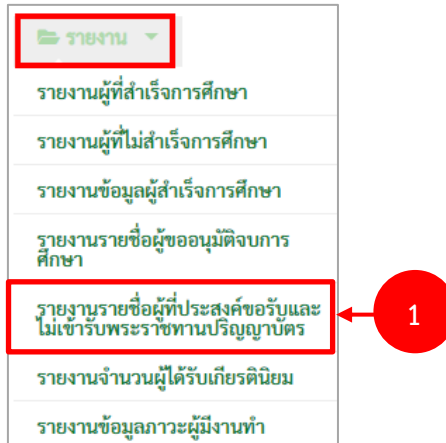 รายงาน
รายงานผู้ที่สำเร็จการศึกษา
รายงานผู้ที่ไม่สำเร็จการศึกษา
รายงานข้อมูลผู้สำเร็จการศึกษา
รายงานรายชื่อผู้ขออนุมัติจบการ
ศึกษา
รายงานรายชื่อผู้ที่ประสงค์ขอรับและ
ไม่เข้ารับพระราชทานปริญญาบัตร
1
รายงานจำนวนผู้ได้รับเกียรตินิยม
รายงานข้อมูลภาวะผู้มีงานทำ